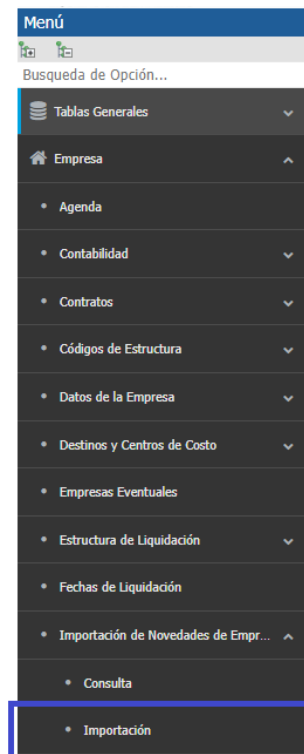 Menú
Busqueda de Opción...
Tablas Generales
Empresa
Agenda
Contabilidad
Contratos
Códigos de Estructura
Datos de la Empresa
Destinos y Centros de Costo
Empresas Eventuales
Estructura de Liquidación
Fechas de Liquidación
Importación de Novedades de Empr...
Consulta
Importación